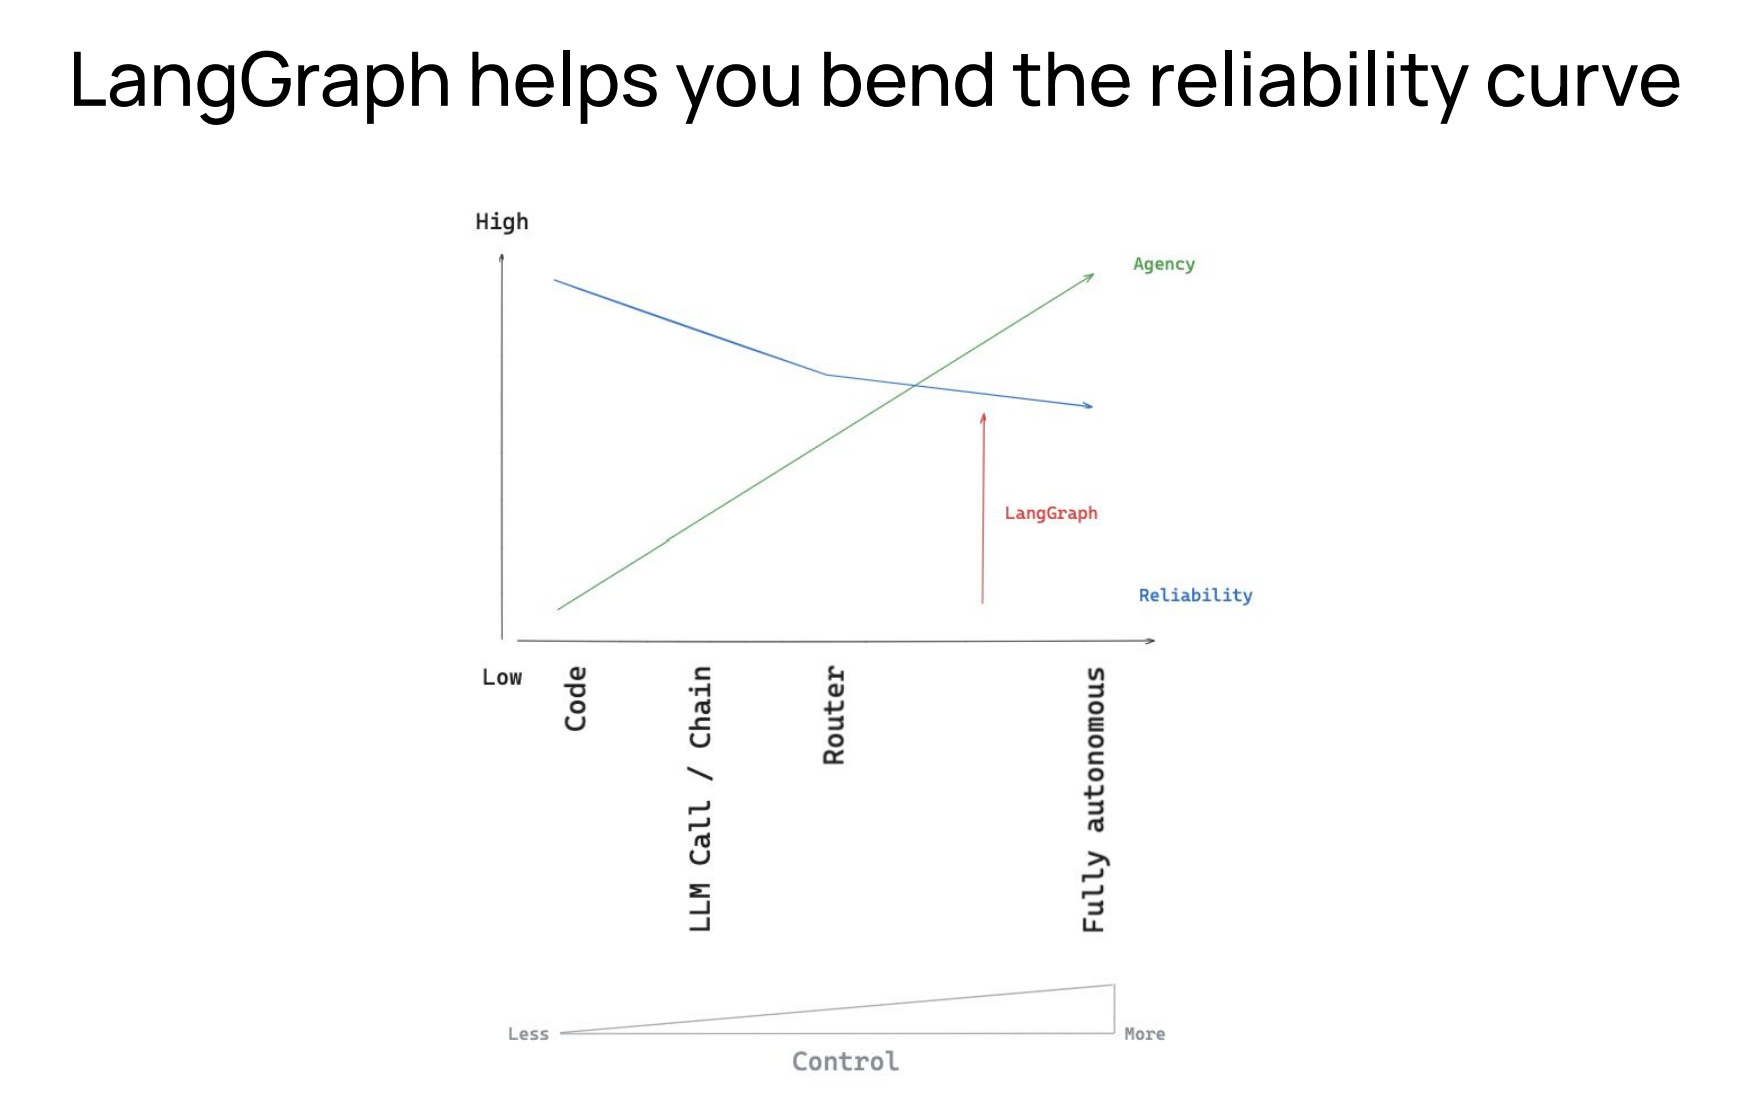 LangGraph helps you bend the reliability curve
High
Agency
LangGraph
Reliability
Low
Code
LLM Call / Chain
Router
Fully autonomous
Less
More
Control